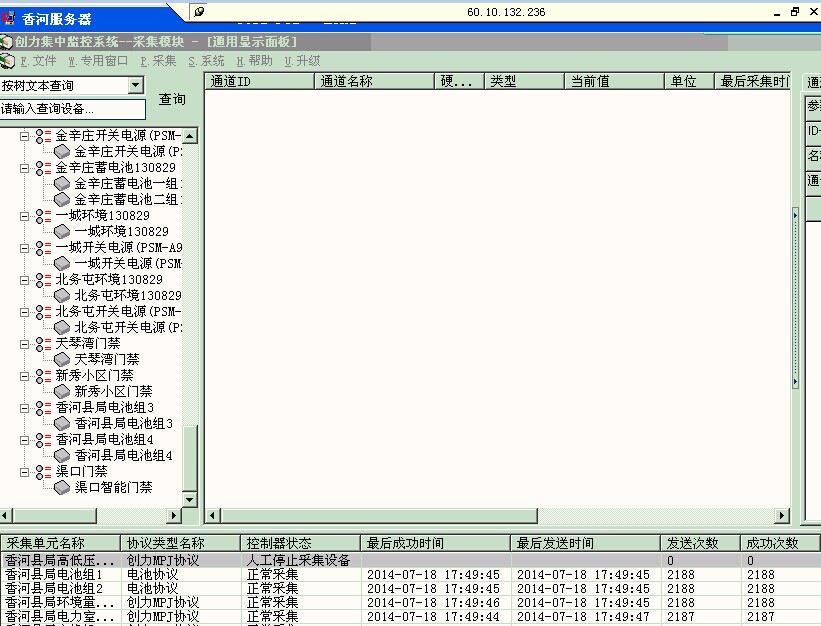 香河服务器
60.10.132.236
创力集中监控系统--采集模块 - [通用显示面板]
F.文件 W.专用窗口 P.采集 S.系统 H.帮助 U.升级
按树文本查询
查询
请输入查询设备...
通道ID 通道名称 硬... 类型 当前值 单位 最后采集时
金辛庄开关电源(PSM-
金辛庄开关电源(P
金辛庄蓄电池130829
金辛庄蓄电池一组
金辛庄蓄电池二组
一城环境130829
一城环境130829
一城开关电源(PSM-A9
一城开关电源(PSM
北务屯环境130829
北务屯环境130829
北务屯开关电源(PSM-
北务屯开关电源(P
天琴湾门禁
天琴湾门禁
新秀小区门禁
新秀小区门禁
香河县局电池组3
香河县局电池组3
香河县局电池组4
香河县局电池组4
渠口门禁
渠口智能门禁
通
参
ID
名
通
采集单元名称 协议类型名称 控制器状态 最后成功时间 最后发送时间 发送次数 成功次数
香河县局高低压... 创力MPJ协议 人工停止采集设备 0 0
香河县局电池组1 电池协议 正常采集 2014-07-18 17:49:45 2014-07-18 17:49:45 2188 2188
香河县局电池组2 电池协议 正常采集 2014-07-18 17:49:45 2014-07-18 17:49:45 2188 2188
香河县局环境量... 创力MPJ协议 正常采集 2014-07-18 17:49:46 2014-07-18 17:49:45 2188 2188
香河县局电力室... 创力MPJ协议 正常采集 2014-07-18 17:49:44 2014-07-18 17:49:47 2187 2187